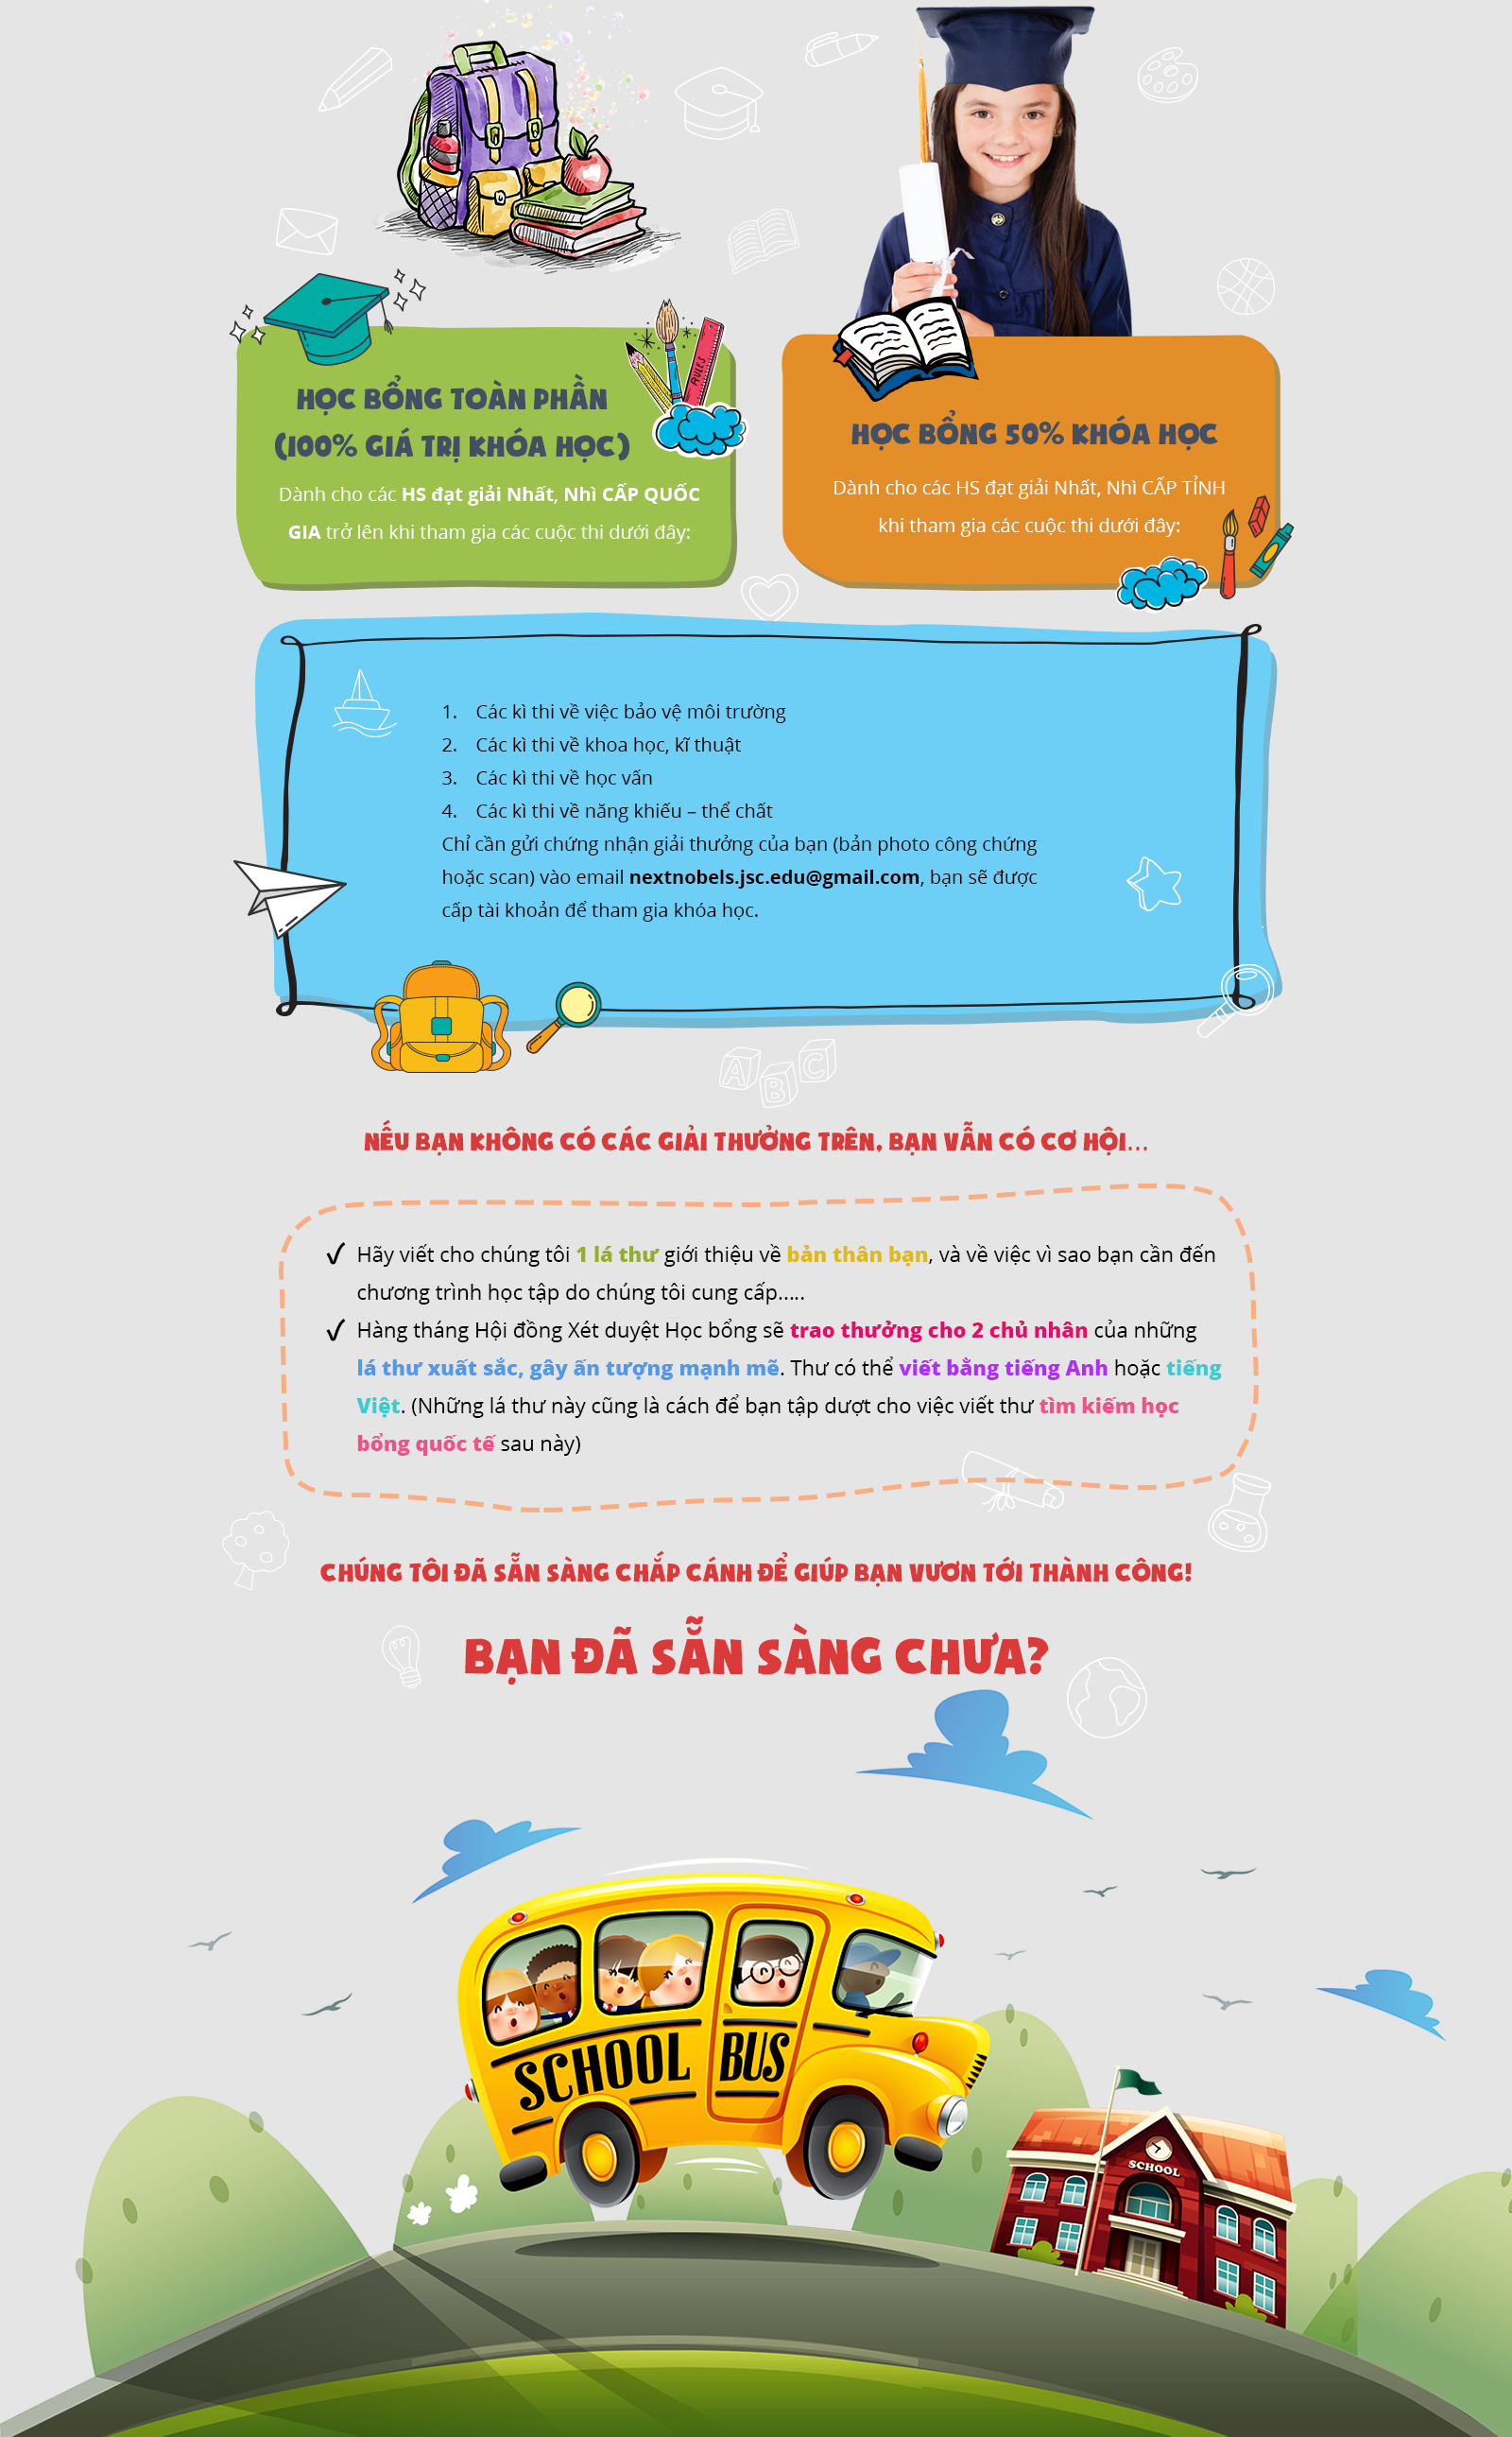 RULES
HỌC BỔNG TOÀN PHẦN
(100% GIÁ TRỊ KHÓA HỌC)
Dành cho các HS đạt giải Nhất, Nhì CẤP QUỐC
GIA trở lên khi tham gia các cuộc thi dưới đây:
HỌC BỔNG 50% KHÓA HỌC
Dành cho các HS đạt giải Nhất, Nhì CẤP TỈNH
khi tham gia các cuộc thi dưới đây:
1. Các kì thi về việc bảo vệ môi trường
2. Các kì thi về khoa học, kĩ thuật
3. Các kì thi về học vấn
4. Các kì thi về năng khiếu – thể chất
Chỉ cần gửi chứng nhận giải thưởng của bạn (bản photo công chứng
hoặc scan) vào email nextnobels.jsc.edu@gmail.com, bạn sẽ được
cấp tài khoản để tham gia khóa học.
A B C
NẾU BẠN KHÔNG CÓ CÁC GIẢI THƯỞNG TRÊN, BẠN VẪN CÓ CƠ HỘI...
✓ Hãy viết cho chúng tôi 1 lá thư giới thiệu về bản thân bạn, và về việc vì sao bạn cần đến
chương trình học tập do chúng tôi cung cấp.....
✓ Hàng tháng Hội đồng Xét duyệt Học bổng sẽ trao thưởng cho 2 chủ nhân của những
lá thư xuất sắc, gây ấn tượng mạnh mẽ. Thư có thể viết bằng tiếng Anh hoặc tiếng
Việt. (Những lá thư này cũng là cách để bạn tập dượt cho việc viết thư tìm kiếm học
bổng quốc tế sau này)
CHÚNG TÔI ĐÃ SẴN SÀNG CHẮP CÁNH ĐỂ GIÚP BẠN VƯƠN TỚI THÀNH CÔNG!
BẠN ĐÃ SẴN SÀNG CHƯA?
SCHOOL BUS
SCHOOL